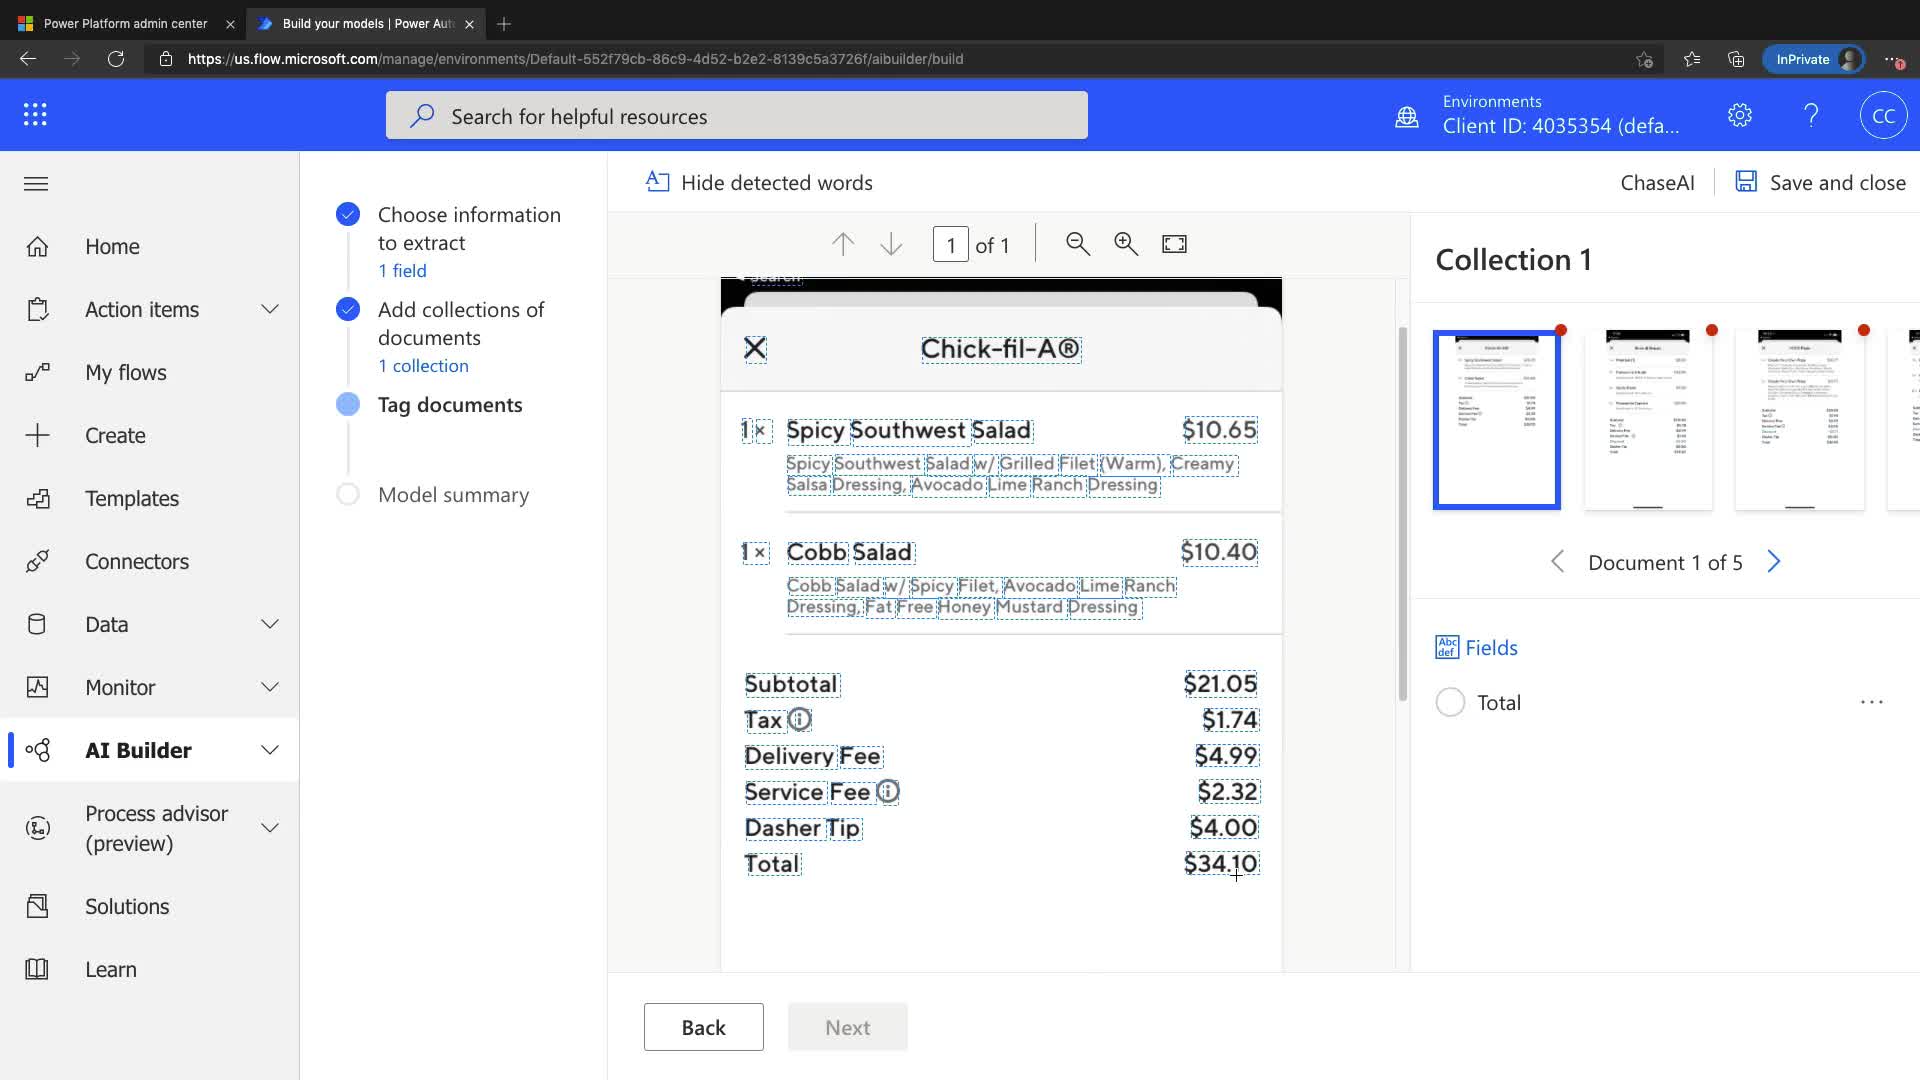 Power Platform admin center
Build your models | Power Aut
https://us.flow.microsoft.com/manage/environments/Default-552f79cb-86c9-4d52-b2e2-8139c5a3726f/aibuilder/build
InPrivate
Search for helpful resources
Environments
Client ID: 4035354 (defa...
CC
Home
Action items
My flows
Create
Templates
Connectors
Data
Monitor
AI Builder
Process advisor
(preview)
Solutions
Learn
Choose information
to extract
1 field
Add collections of
documents
1 collection
Tag documents
Model summary
Hide detected words
ChaseAI
Save and close
1 of 1
Search
Chick-fil-A®
1 × Spicy Southwest Salad $10.65
Spicy Southwest Salad w/ Grilled Filet (Warm), Creamy
Salsa Dressing, Avocado Lime Ranch Dressing
1 × Cobb Salad $10.40
Cobb Salad w/ Spicy Filet, Avocado Lime Ranch
Dressing, Fat Free Honey Mustard Dressing
Subtotal $21.05
Tax $1.74
Delivery Fee $4.99
Service Fee $2.32
Dasher Tip $4.00
Total $34.10
Back
Next
Collection 1
Document 1 of 5
Abc
def
Fields
Total